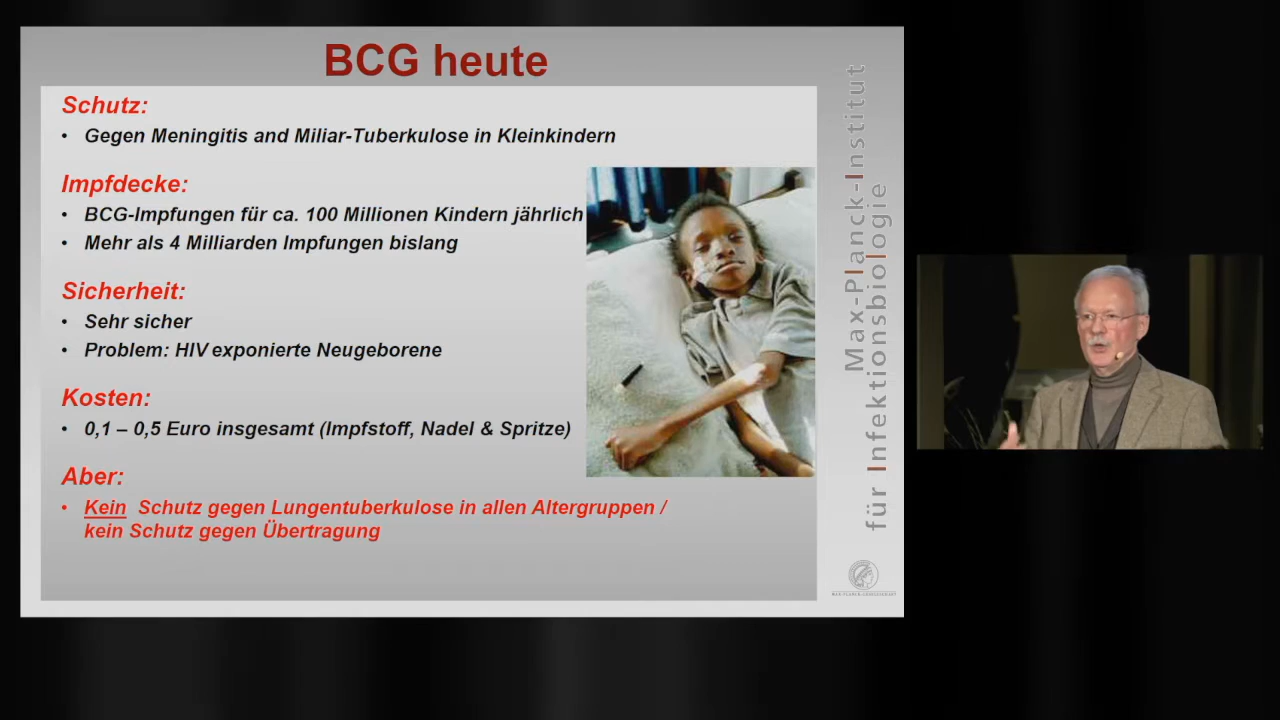 BCG heute
Schutz:
• Gegen Meningitis and Miliar-Tuberkulose in Kleinkindern
Impfdecke:
• BCG-Impfungen für ca. 100 Millionen Kindern jährlich
• Mehr als 4 Milliarden Impfungen bislang
Sicherheit:
• Sehr sicher
• Problem: HIV exponierte Neugeborene
Kosten:
• 0,1 – 0,5 Euro insgesamt (Impfstoff, Nadel & Spritze)
Aber:
• Kein Schutz gegen Lungentuberkulose in allen Altergruppen /
kein Schutz gegen Übertragung
Max-Planck-Institut
für Infektionsbiologie
MAX-PLANCK-GESELLSCHAFT